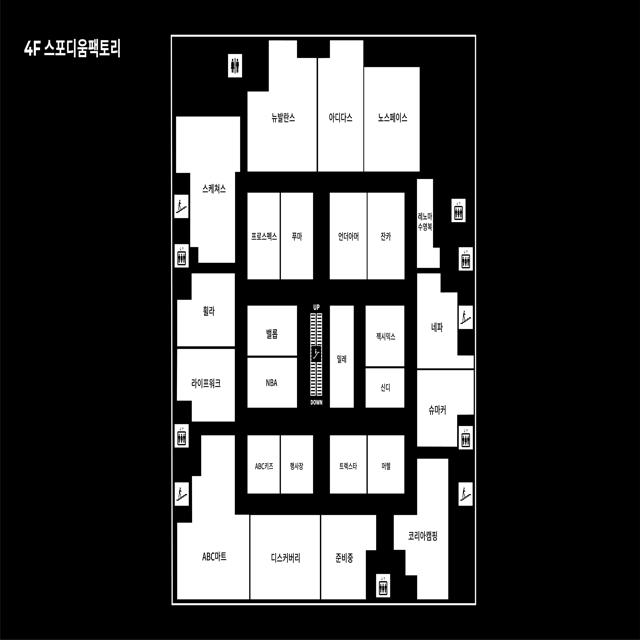 4F 스포디움팩토리
뉴발란스
아디다스
노스페이스
스케쳐스
레노마
수영복
프로스펙스
푸마
언더아머
잔카
휠라
UP
네파
벨롭
밀레
젝시믹스
라이프워크
NBA
신디
DOWN
슈마커
ABC키즈
행사장
트렉스타
머렐
ABC마트
디스커버리
준비중
코리아캠핑